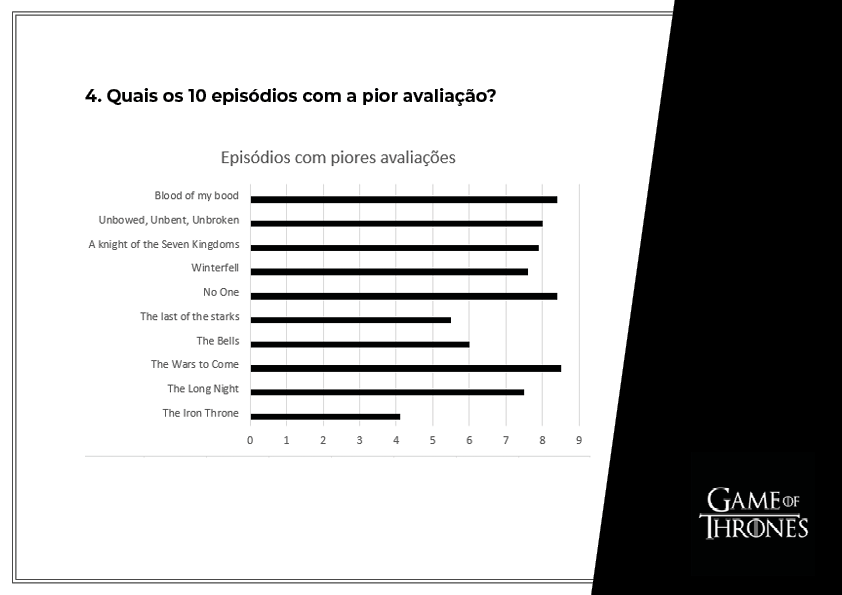 4. Quais os 10 episódios com a pior avaliação?
Episódios com piores avaliações
Blood of my bood
Unbowed, Unbent, Unbroken
A knight of the Seven Kingdoms
Winterfell
No One
The last of the starks
The Bells
The Wars to Come
The Long Night
The Iron Throne
0 1 2 3 4 5 6 7 8 9
GAME OF
THRONES